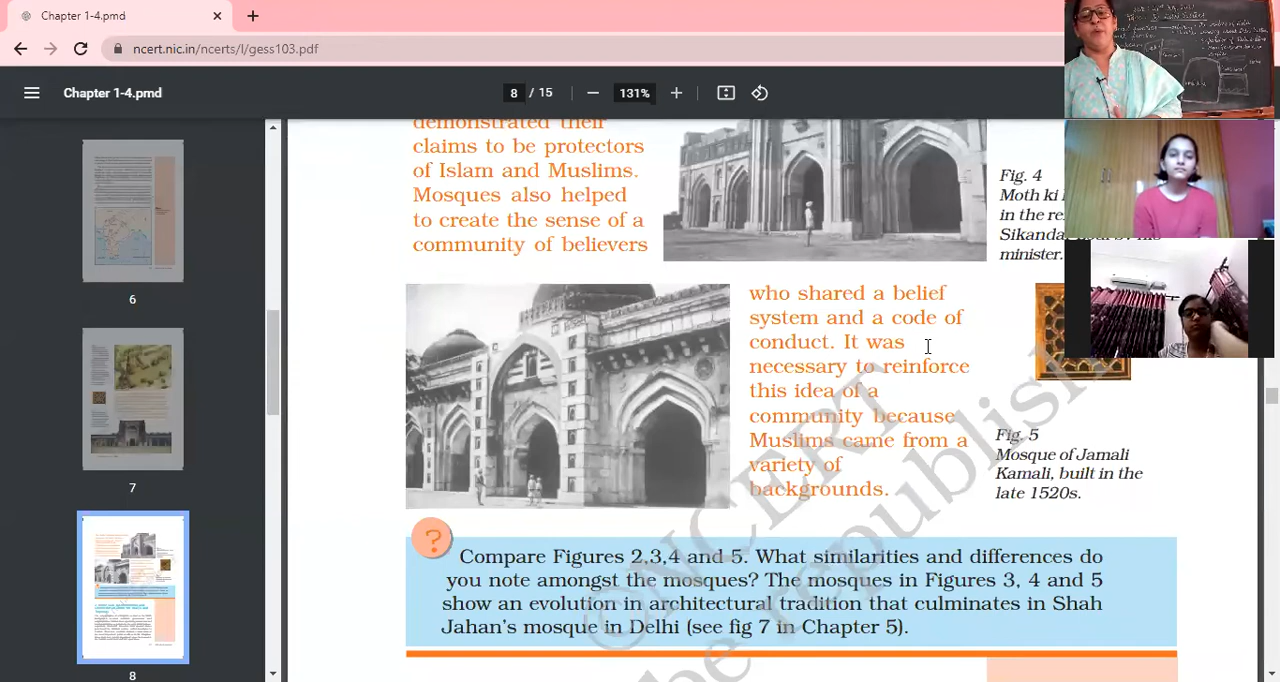 Chapter 1-4.pmd
ncert.nic.in/ncerts/l/gess103.pdf
Chapter 1-4.pmd
8 / 15
131%
6
7
8
demonstrated their
claims to be protectors
of Islam and Muslims.
Mosques also helped
to create the sense of a
community of believers
Fig. 4
Moth ki
in the re
Sikanda
minister.
who shared a belief
system and a code of
conduct. It was
necessary to reinforce
this idea of a
community because
Muslims came from a
variety of
backgrounds.
Fig. 5
Mosque of Jamali
Kamali, built in the
late 1520s.
?
Compare Figures 2,3,4 and 5. What similarities and differences do
you note amongst the mosques? The mosques in Figures 3, 4 and 5
show an evolution in architectural tradition that culminates in Shah
Jahan's mosque in Delhi (see fig 7 in Chapter 5).
© NCERT
be republish